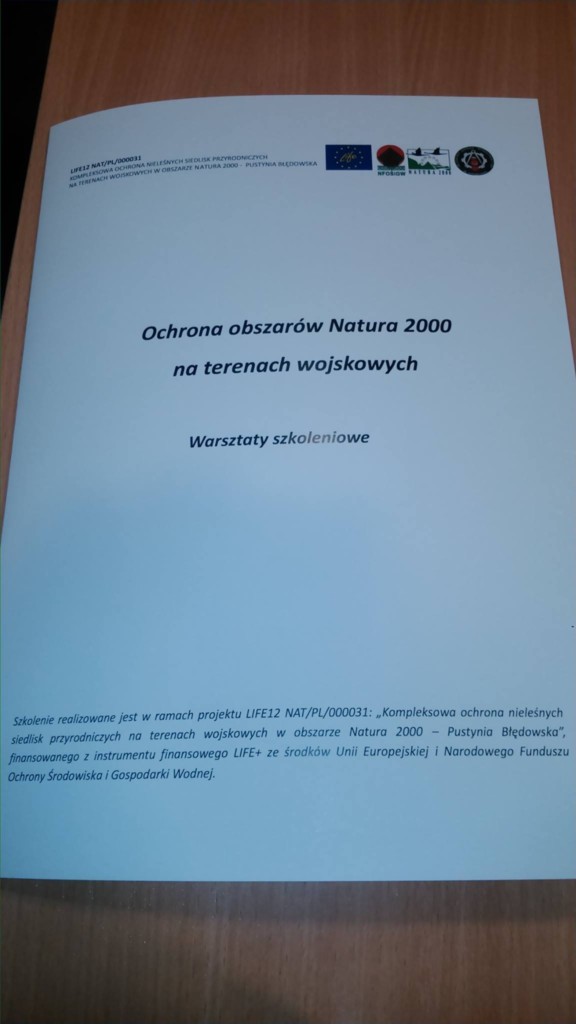 LIFE12 NAT/PL/000031
KOMPLEKSOWA OCHRONA NIELEŚNYCH SIEDLISK PRZYRODNICZYCH
NA TERENACH WOJSKOWYCH W OBSZARZE NATURA 2000 - PUSTYNIA BŁĘDOWSKA
NFOŚIGW
NATURA 2000
Ochrona obszarów Natura 2000
na terenach wojskowych
Warsztaty szkoleniowe
Szkolenie realizowane jest w ramach projektu LIFE12 NAT/PL/000031: „Kompleksowa ochrona nieleśnych
siedlisk przyrodniczych na terenach wojskowych w obszarze Natura 2000 – Pustynia Błędowska”,
finansowanego z instrumentu finansowego LIFE+ ze środków Unii Europejskiej i Narodowego Funduszu
Ochrony Środowiska i Gospodarki Wodnej.